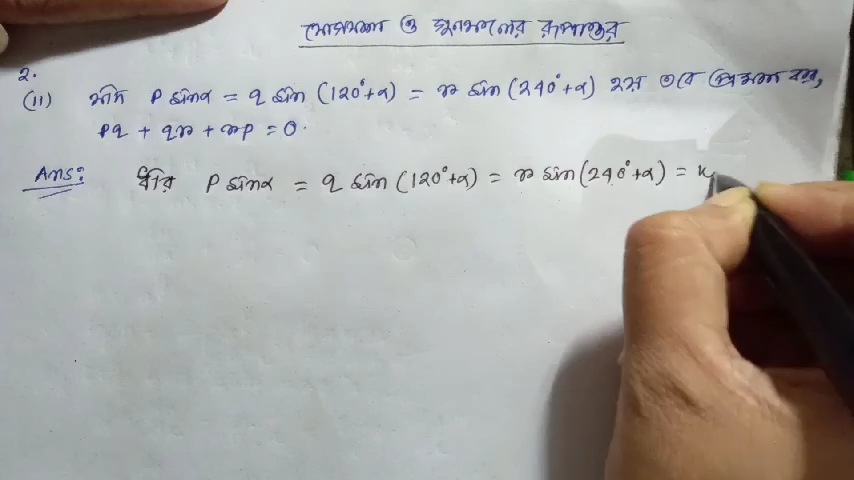 যোগফল ও গুণফলের রূপান্তর
2.
(11) যদি p sinα = q sin (120° + α) = r sin (240° + α) হয় তবে প্রমাণ কর,
pq + qr + rp = 0.
Ans: ধরি p sinα = q sin (120° + α) = r sin (240° + α) = k